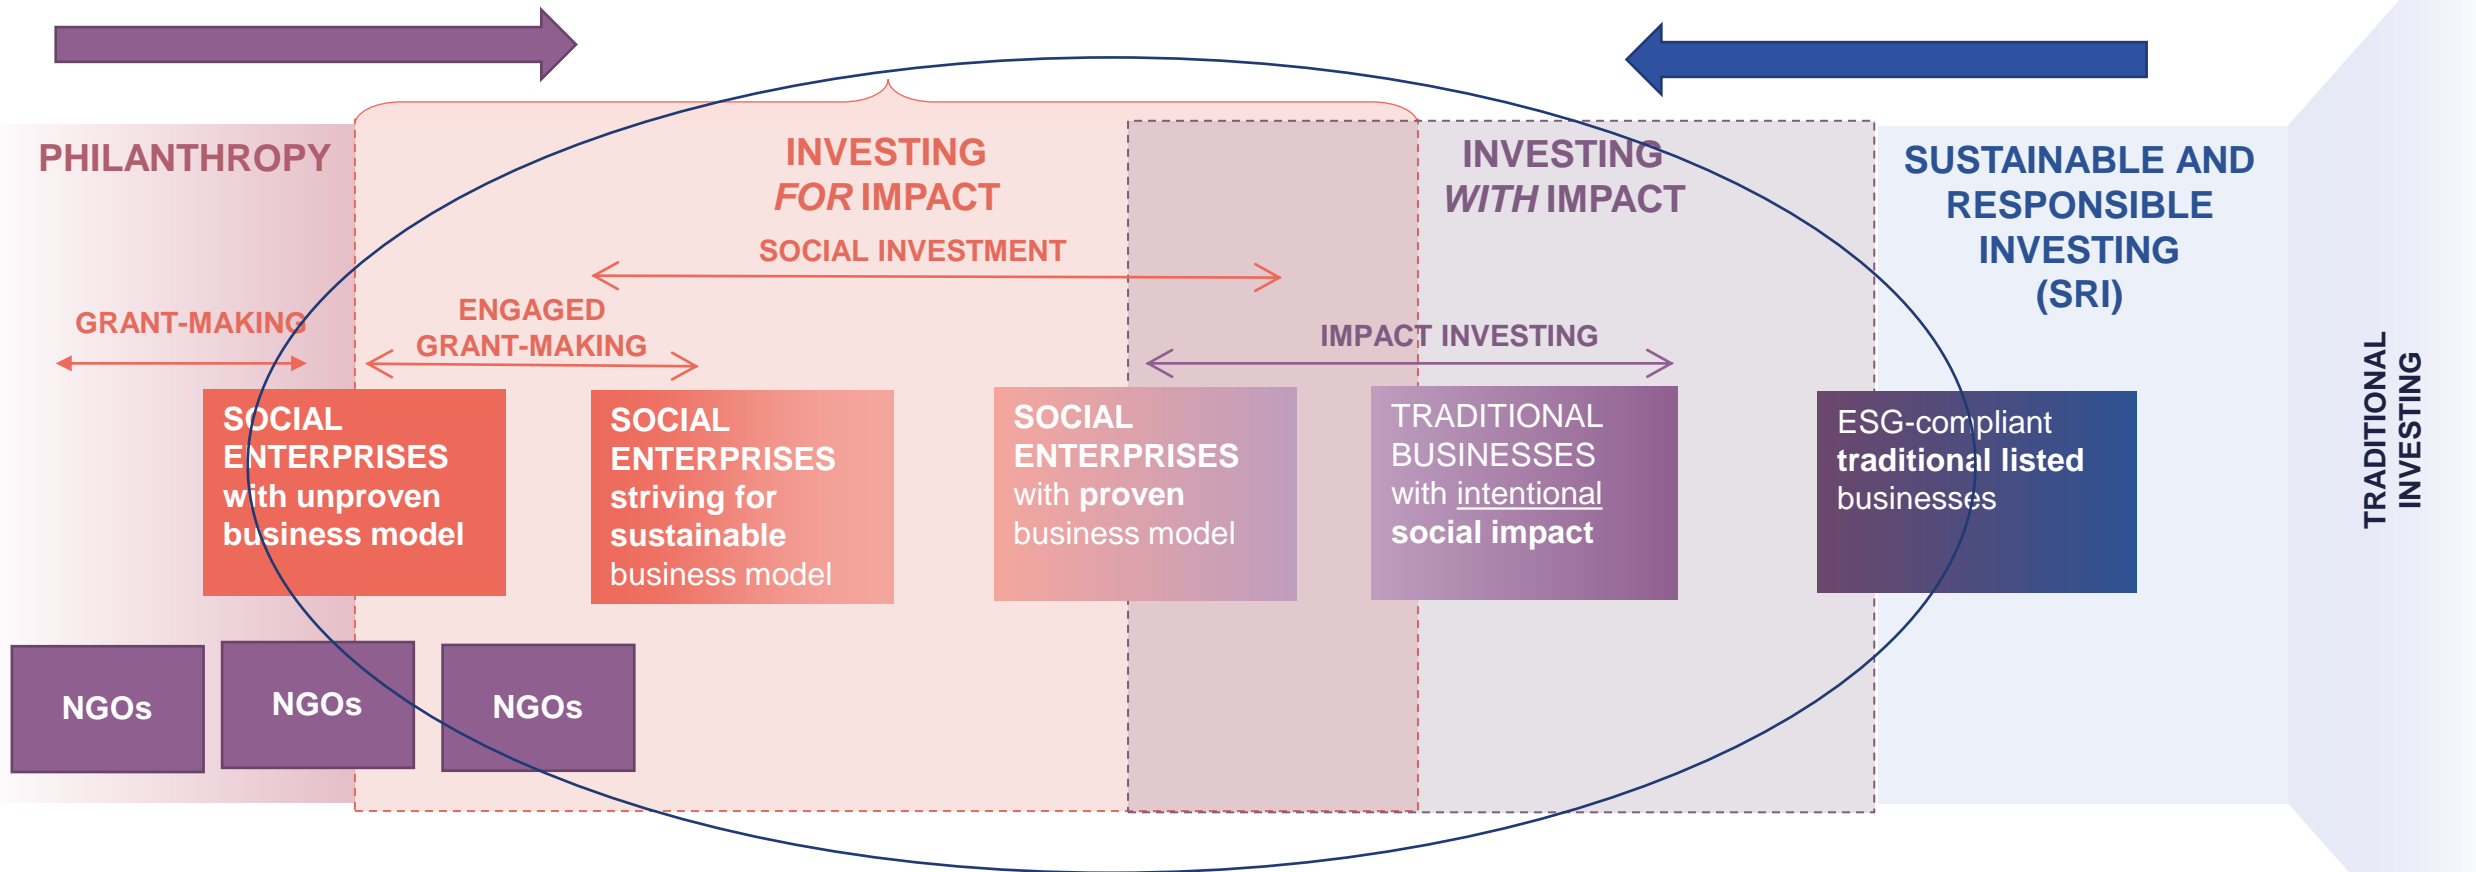 PHILANTHROPY
INVESTING
FOR IMPACT
INVESTING
WITH IMPACT
SUSTAINABLE AND
RESPONSIBLE
INVESTING
(SRI)
SOCIAL INVESTMENT
GRANT-MAKING
ENGAGED
GRANT-MAKING
IMPACT INVESTING
SOCIAL
ENTERPRISES
with unproven
business model
SOCIAL
ENTERPRISES
striving for
sustainable
business model
SOCIAL
ENTERPRISES
with proven
business model
TRADITIONAL
BUSINESSES
with intentional
social impact
ESG-compliant
traditional listed
businesses
TRADITIONAL
INVESTING
NGOs
NGOs
NGOs